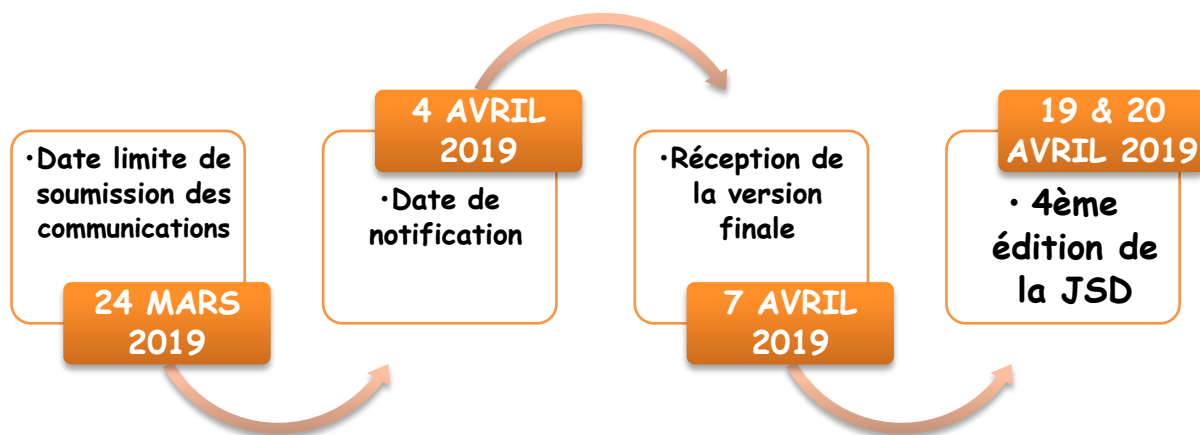 ·Date limite de
soumission des
communications
24 MARS
2019
4 AVRIL
2019
·Date de
notification
·Réception de
la version
finale
7 AVRIL
2019
19 & 20
AVRIL 2019
· 4ème
édition de
la JSD